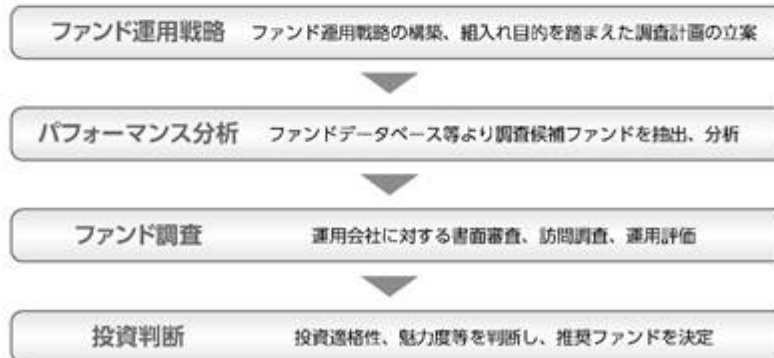 ファンド運用戦略 ファンド運用戦略の構築、組入れ目的を踏まえた調査計画の立案
パフォーマンス分析 ファンドデータベース等より調査候補ファンドを抽出、分析
ファンド調査 運用会社に対する書面審査、訪問調査、運用評価
投資判断 投資適格性、魅力度等を判断し、推奨ファンドを決定